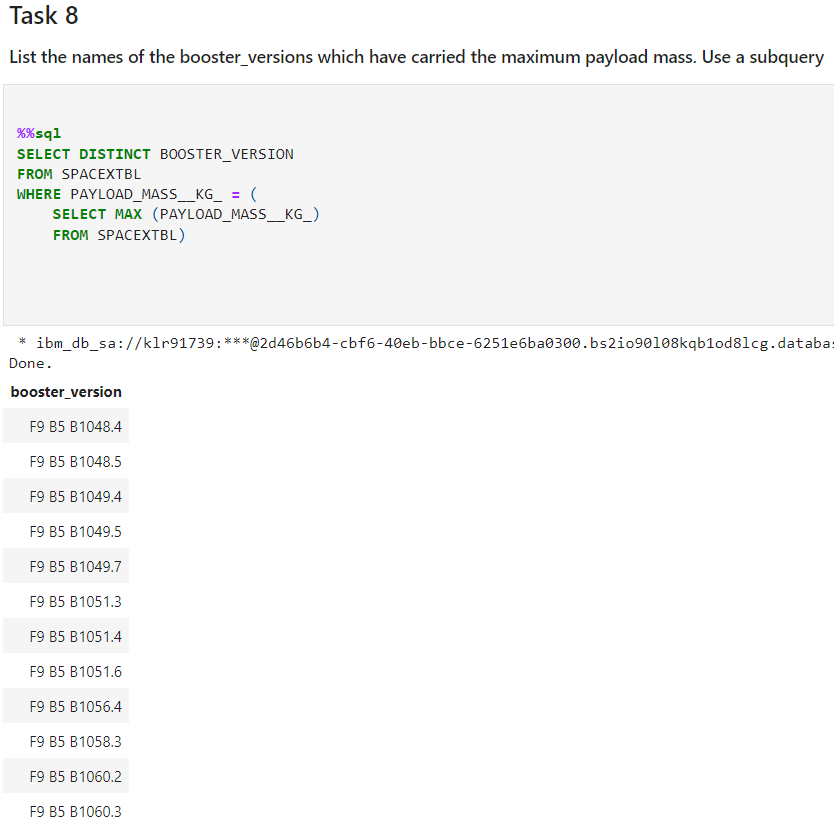 Task 8
List the names of the booster_versions which have carried the maximum payload mass. Use a subquery
%%sql
SELECT DISTINCT BOOSTER_VERSION
FROM SPACEXTBL
WHERE PAYLOAD_MASS__KG_ = (
    SELECT MAX (PAYLOAD_MASS__KG_)
    FROM SPACEXTBL)
* ibm_db_sa://klr91739:***@2d46b6b4-cbf6-40eb-bbce-6251e6ba0300.bs2io90l08kqb1od8lcg.databas
Done.
booster_version
F9 B5 B1048.4
F9 B5 B1048.5
F9 B5 B1049.4
F9 B5 B1049.5
F9 B5 B1049.7
F9 B5 B1051.3
F9 B5 B1051.4
F9 B5 B1051.6
F9 B5 B1056.4
F9 B5 B1058.3
F9 B5 B1060.2
F9 B5 B1060.3